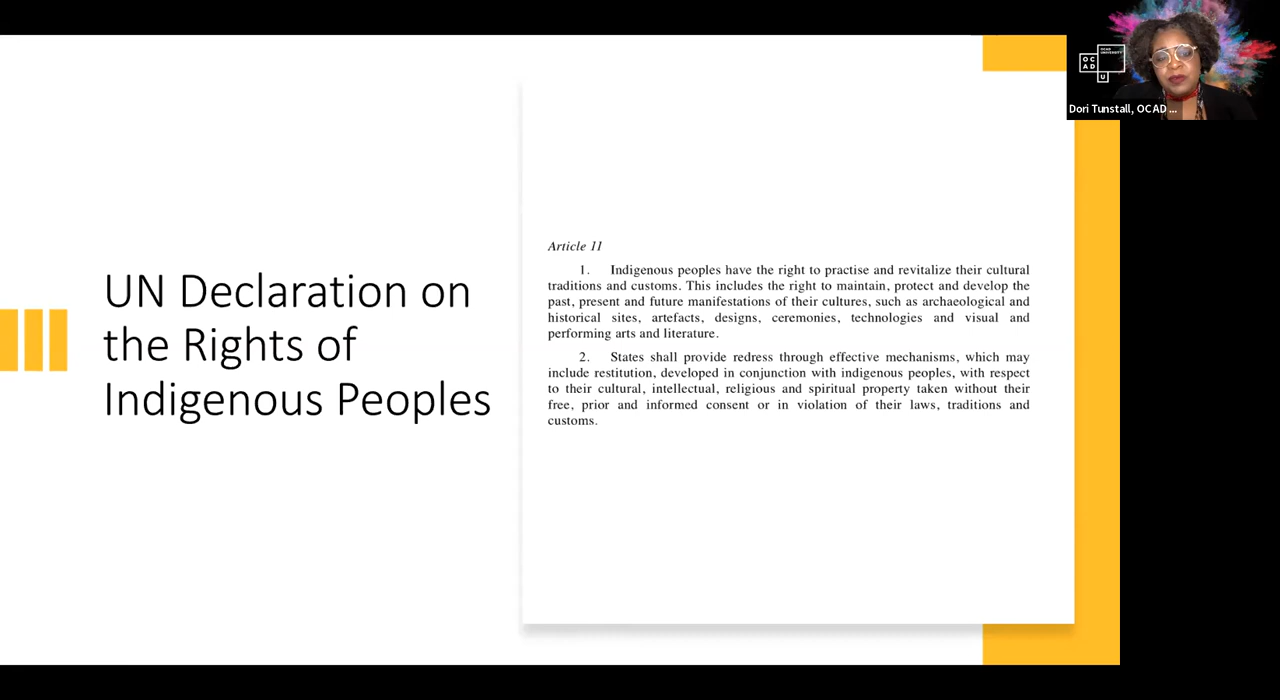 UN Declaration on
the Rights of
Indigenous Peoples
Article 11
1. Indigenous peoples have the right to practise and revitalize their cultural
traditions and customs. This includes the right to maintain, protect and develop the
past, present and future manifestations of their cultures, such as archaeological and
historical sites, artefacts, designs, ceremonies, technologies and visual and
performing arts and literature.
2. States shall provide redress through effective mechanisms, which may
include restitution, developed in conjunction with indigenous peoples, with respect
to their cultural, intellectual, religious and spiritual property taken without their
free, prior and informed consent or in violation of their laws, traditions and
customs.
OCAD
UNIVERSITY
O C
A D
U
Dori Tunstall, OCAD ...